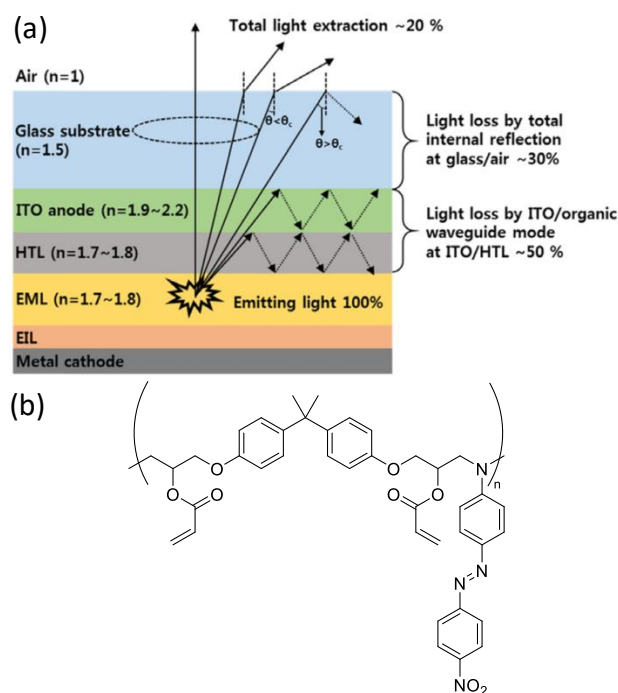 (a)
Total light extraction ~20 %
Air (n=1)
Glass substrate
(n=1.5)
θ<θc
θ>θc
Light loss by total
internal reflection
at glass/air ~30%
ITO anode (n=1.9~2.2)
HTL (n=1.7~1.8)
Light loss by ITO/organic
waveguide mode
at ITO/HTL ~50 %
EML (n=1.7~1.8)
Emitting light 100%
EIL
Metal cathode
(b)
O
O
N
n
O
O
O
O
N
N
NO₂